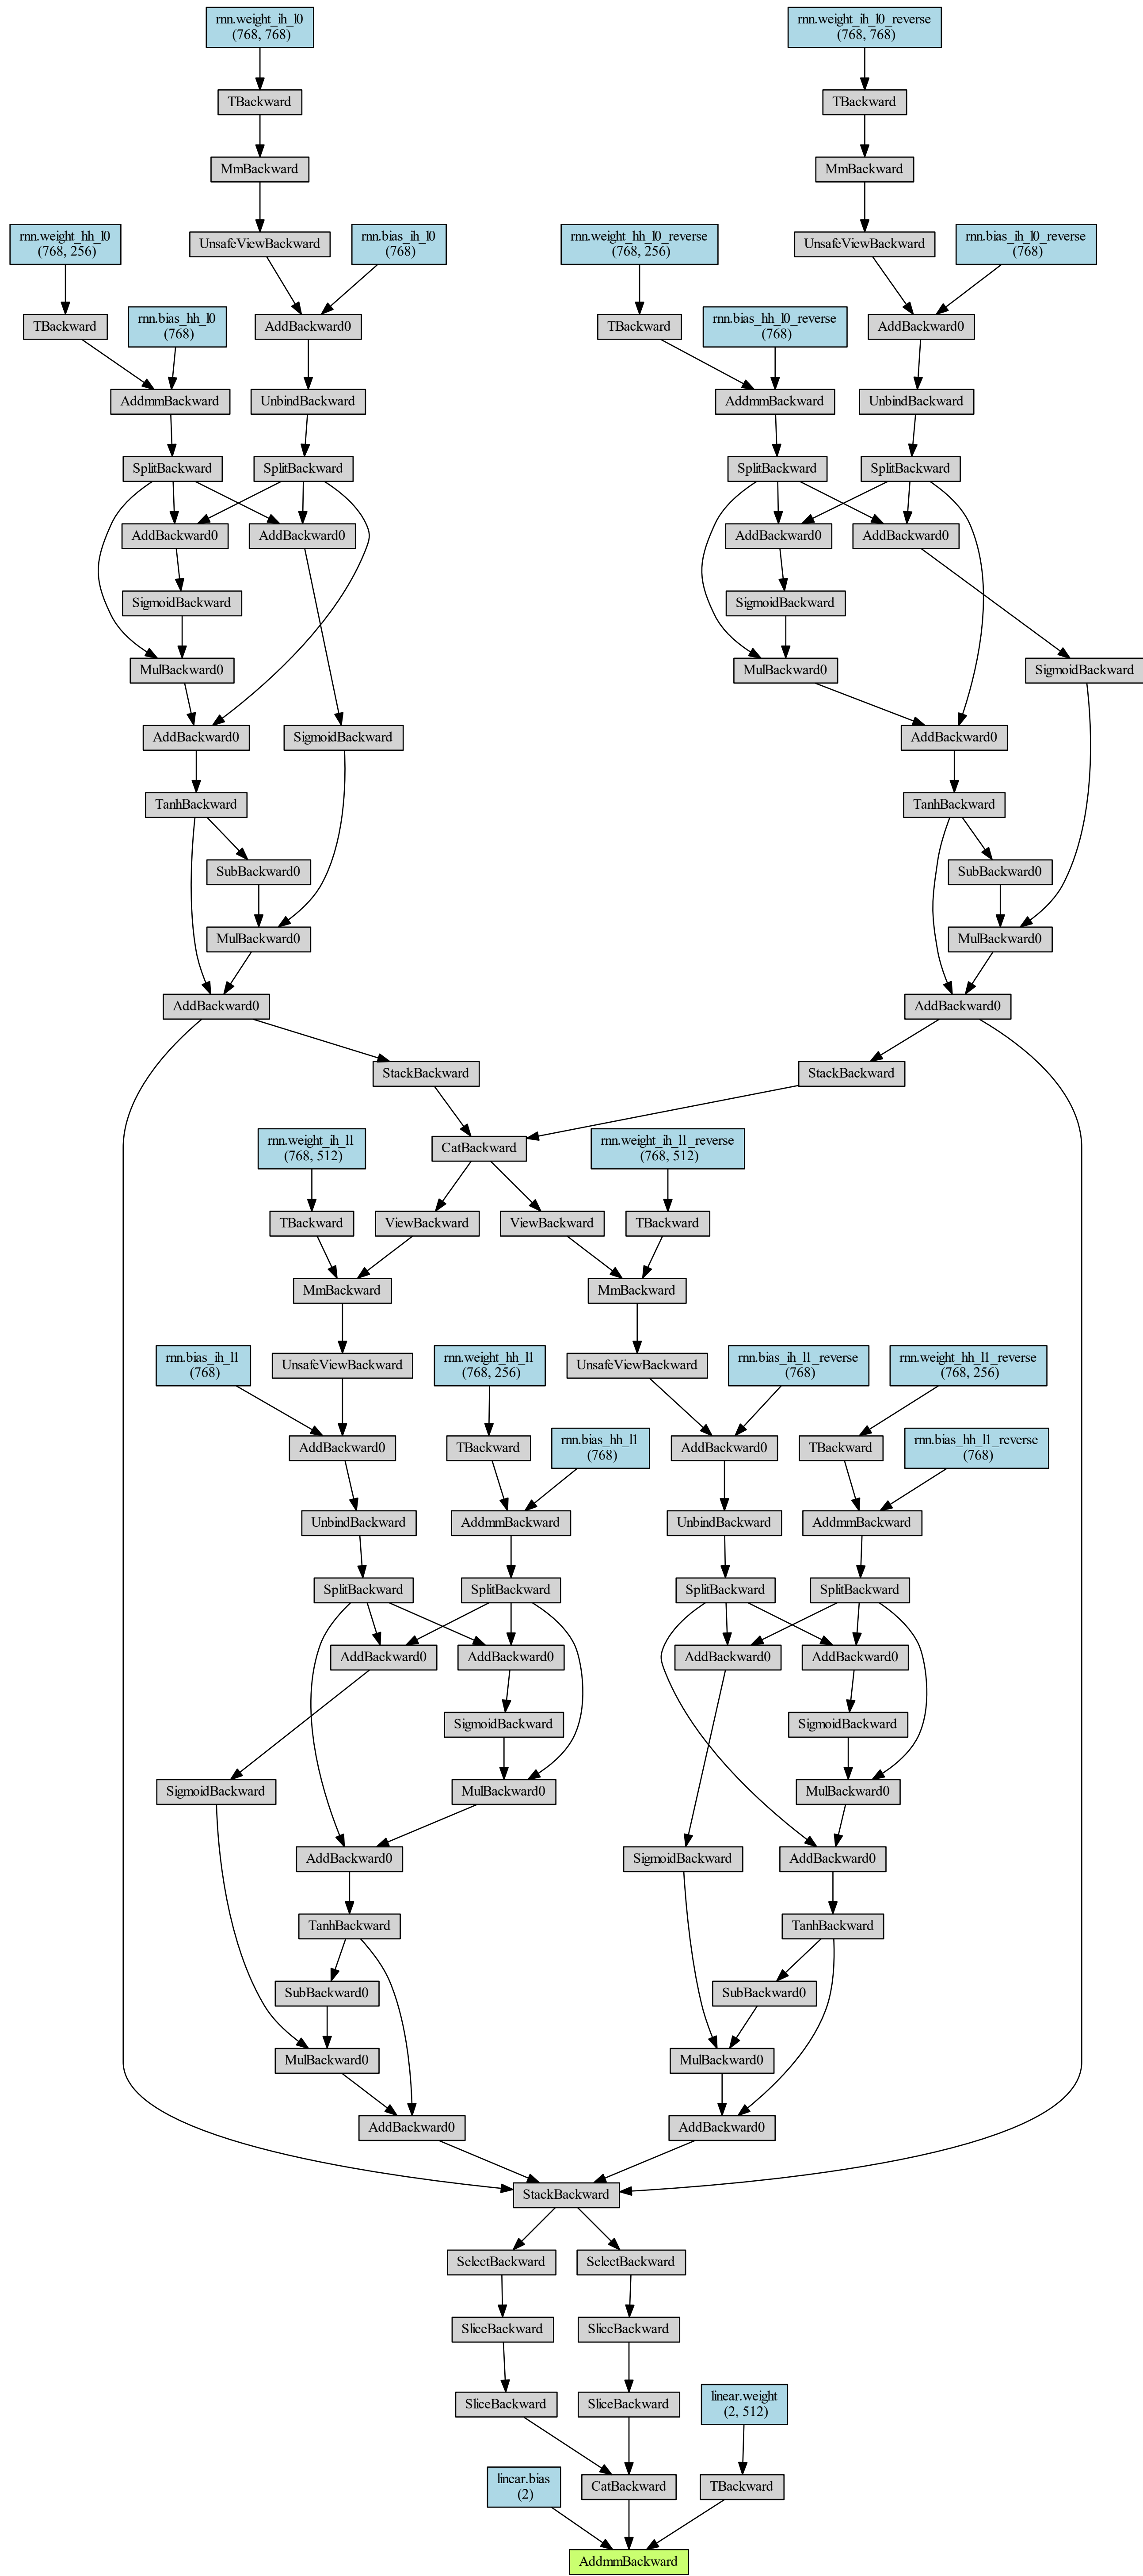 rnn.weight_ih_l0
(768, 768)
rnn.weight_ih_l0_reverse
(768, 768)
TBackward
TBackward
MmBackward
MmBackward
rnn.weight_hh_l0
(768, 256)
UnsafeViewBackward
rnn.bias_ih_l0
(768)
rnn.weight_hh_l0_reverse
(768, 256)
UnsafeViewBackward
rnn.bias_ih_l0_reverse
(768)
TBackward
rnn.bias_hh_l0
(768)
AddBackward0
TBackward
rnn.bias_hh_l0_reverse
(768)
AddBackward0
AddmmBackward
UnbindBackward
AddmmBackward
UnbindBackward
SplitBackward
SplitBackward
SplitBackward
SplitBackward
AddBackward0
AddBackward0
AddBackward0
AddBackward0
SigmoidBackward
SigmoidBackward
MulBackward0
MulBackward0
SigmoidBackward
AddBackward0
SigmoidBackward
AddBackward0
TanhBackward
TanhBackward
SubBackward0
SubBackward0
MulBackward0
MulBackward0
AddBackward0
AddBackward0
StackBackward
StackBackward
rnn.weight_ih_l1
(768, 512)
CatBackward
rnn.weight_ih_l1_reverse
(768, 512)
TBackward
ViewBackward
ViewBackward
TBackward
MmBackward
MmBackward
rnn.bias_ih_l1
(768)
UnsafeViewBackward
rnn.weight_hh_l1
(768, 256)
UnsafeViewBackward
rnn.bias_ih_l1_reverse
(768)
rnn.weight_hh_l1_reverse
(768, 256)
AddBackward0
TBackward
rnn.bias_hh_l1
(768)
AddBackward0
TBackward
rnn.bias_hh_l1_reverse
(768)
UnbindBackward
AddmmBackward
UnbindBackward
AddmmBackward
SplitBackward
SplitBackward
SplitBackward
SplitBackward
AddBackward0
AddBackward0
AddBackward0
AddBackward0
SigmoidBackward
SigmoidBackward
SigmoidBackward
MulBackward0
MulBackward0
AddBackward0
SigmoidBackward
AddBackward0
TanhBackward
TanhBackward
SubBackward0
SubBackward0
MulBackward0
MulBackward0
AddBackward0
AddBackward0
StackBackward
SelectBackward
SelectBackward
SliceBackward
SliceBackward
SliceBackward
SliceBackward
linear.weight
(2, 512)
linear.bias
(2)
CatBackward
TBackward
AddmmBackward